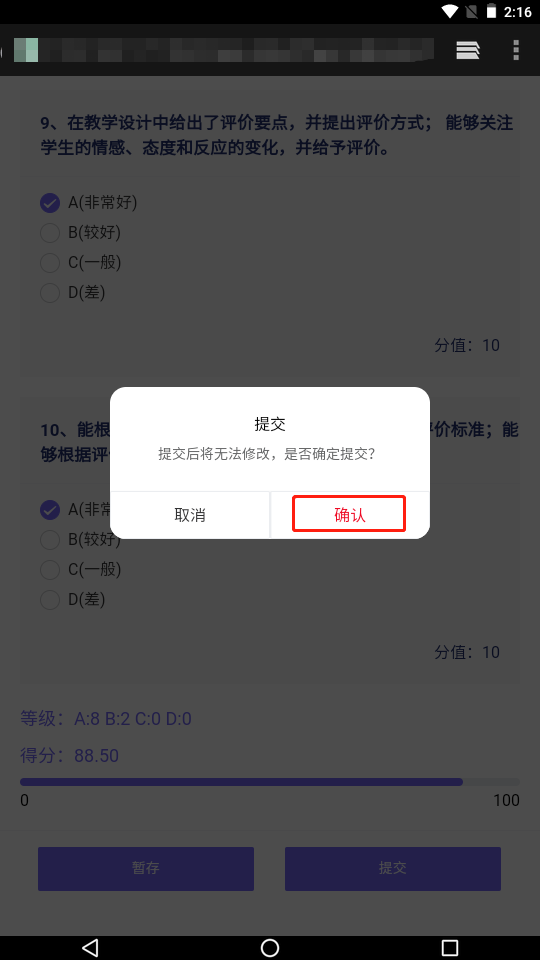 2:16
9、在教学设计中给出了评价要点，并提出评价方式； 能够关注
学生的情感、态度和反应的变化，并给予评价。
A(非常好)
B(较好)
C(一般)
D(差)
分值：10
10、能根
价标准；能
够根据评
A(非常
B(较好)
C(一般)
D(差)
分值：10
提交
提交后将无法修改，是否确定提交？
取消
确认
等级：A:8 B:2 C:0 D:0
得分：88.50
0
100
暂存
提交